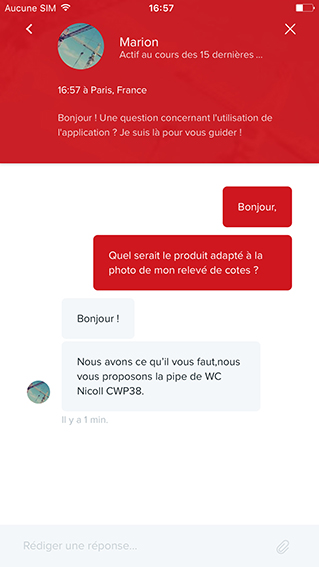 Aucune SIM 16:57
Marion
Actif au cours des 15 dernières ...
16:57 à Paris, France
Bonjour ! Une question concernant l'utilisation de
l'application ? Je suis là pour vous guider !
Bonjour,
Quel serait le produit adapté à la
photo de mon relevé de cotes ?
Bonjour !
Nous avons ce qu'il vous faut,nous
vous proposons la pipe de WC
Nicoll CWP38.
Il y a 1 min.
Rédiger une réponse...